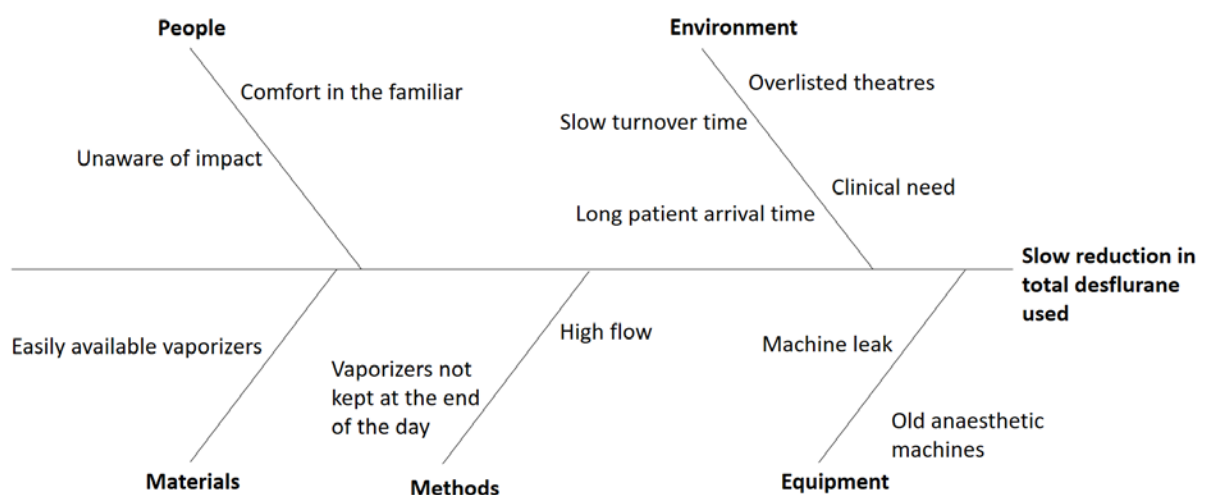 People
Environment
Comfort in the familiar
Overlisted theatres
Slow turnover time
Unaware of impact
Clinical need
Long patient arrival time
Slow reduction in
total desflurane
used
Easily available vaporizers
High flow
Machine leak
Vaporizers not
kept at the end
of the day
Old anaesthetic
machines
Materials
Methods
Equipment